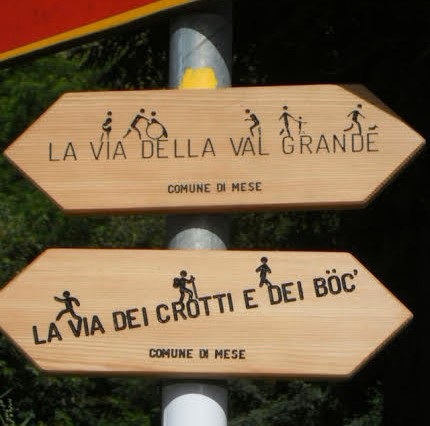 LA VIA DELLA VAL GRANDE
COMUNE DI MESE
LA VIA DEI CROTTI E DEI BÖC'
COMUNE DI MESE